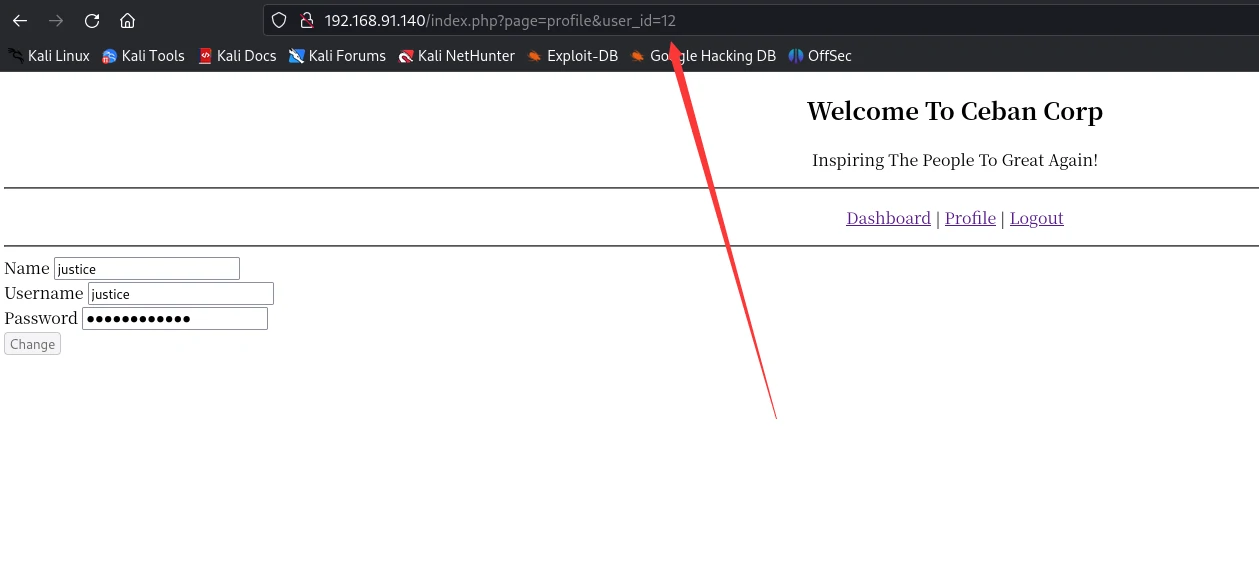 192.168.91.140/index.php?page=profile&user_id=12
Kali Linux Kali Tools Kali Docs Kali Forums Kali NetHunter Exploit-DB Google Hacking DB OffSec
Welcome To Ceban Corp
Inspiring The People To Great Again!
Dashboard | Profile | Logout
Name justice
Username justice
Password ••••••••••••
Change